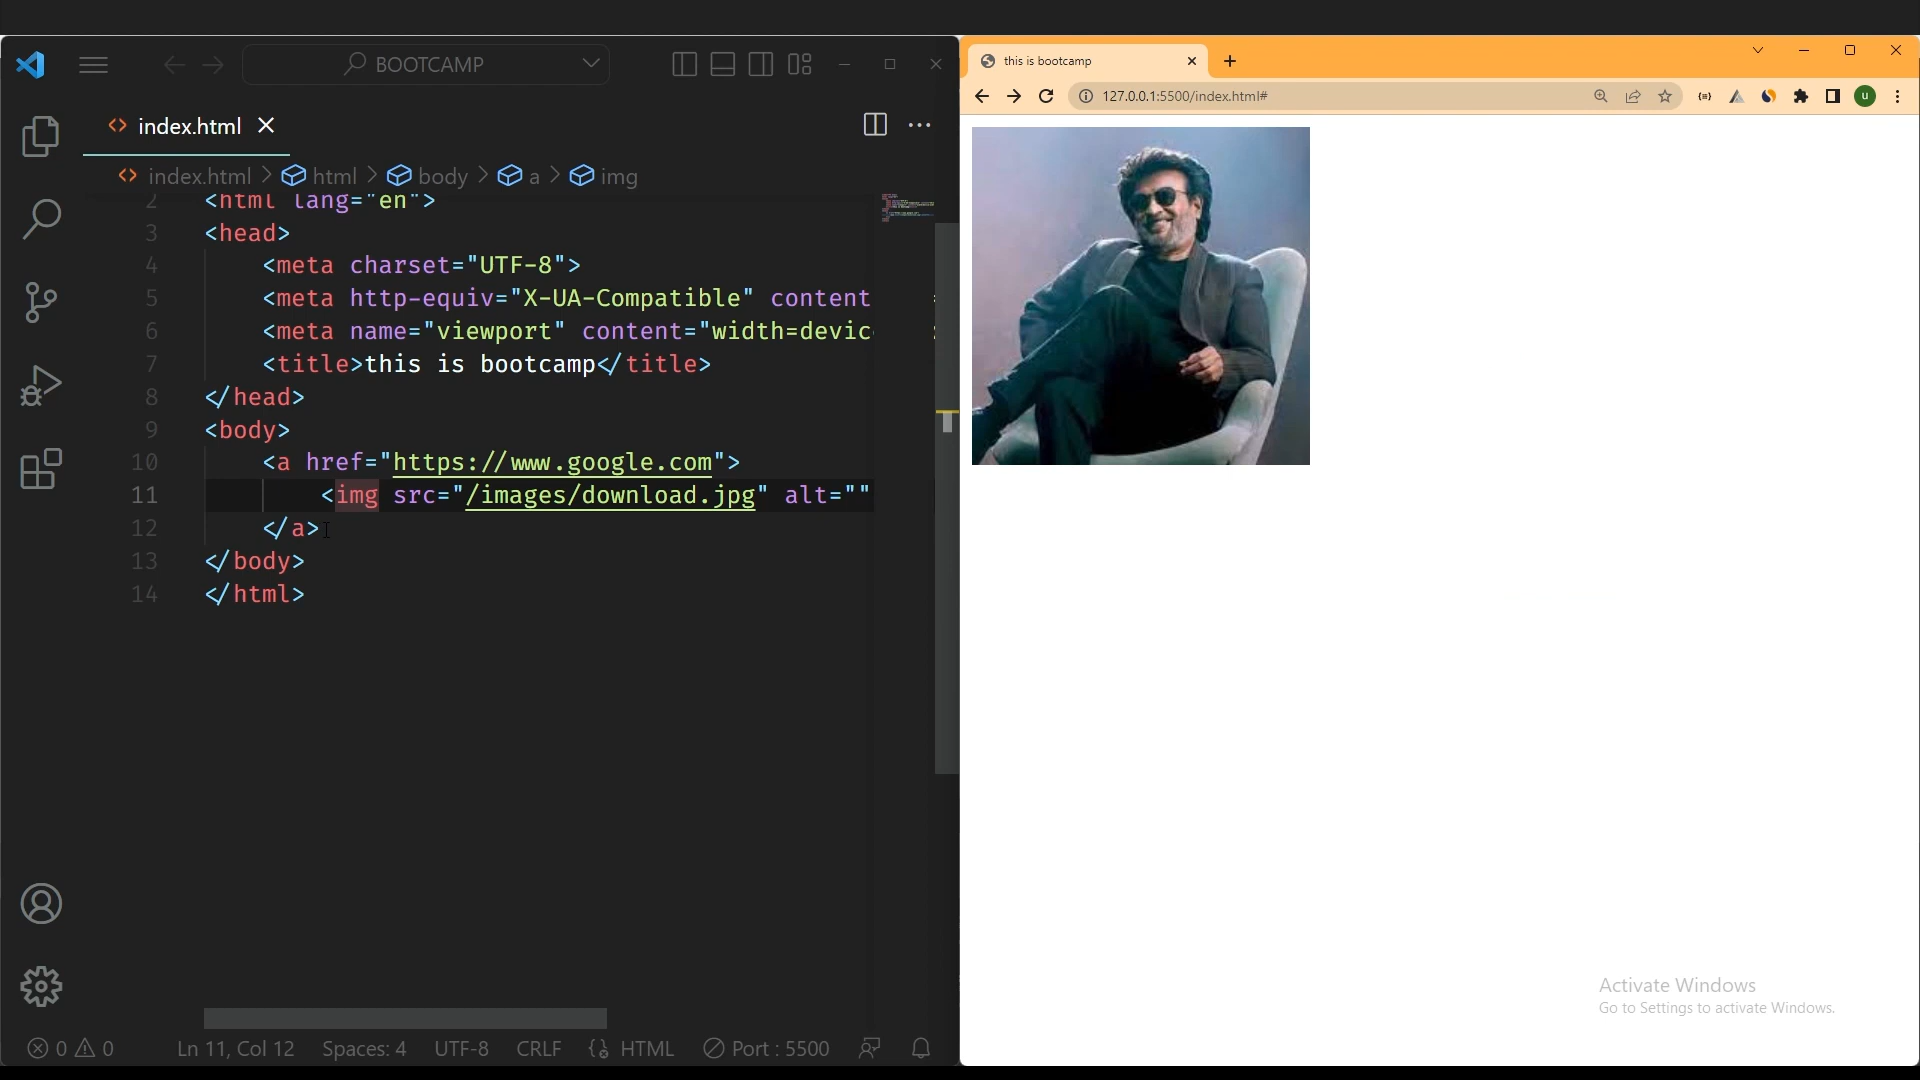 BOOTCAMP
index.html
index.html > html > body > a > img
2 <html lang="en">
3 <head>
4 <meta charset="UTF-8">
5 <meta http-equiv="X-UA-Compatible" content
6 <meta name="viewport" content="width=devic
7 <title>this is bootcamp</title>
8 </head>
9 <body>
10 <a href="https://www.google.com">
11 <img src="/images/download.jpg" alt=""
12 </a>
13 </body>
14 </html>
0 0 Ln 11, Col 12 Spaces: 4 UTF-8 CRLF HTML Port : 5500
this is bootcamp
127.0.0.1:5500/index.html#
U
Activate Windows
Go to Settings to activate Windows.